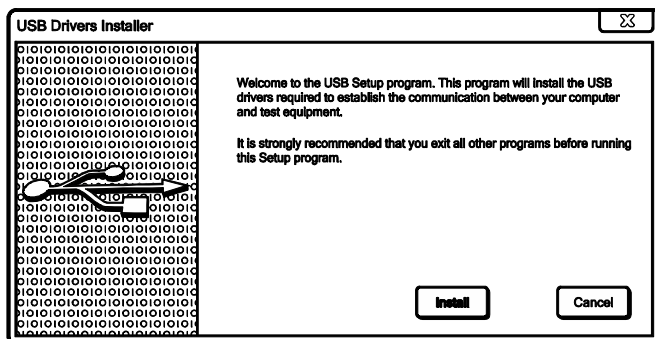 USB Drivers Installer
Welcome to the USB Setup program. This program will install the USB
drivers required to establish the communication between your computer
and test equipment.
It is strongly recommended that you exit all other programs before running
this Setup program.
Install
Cancel